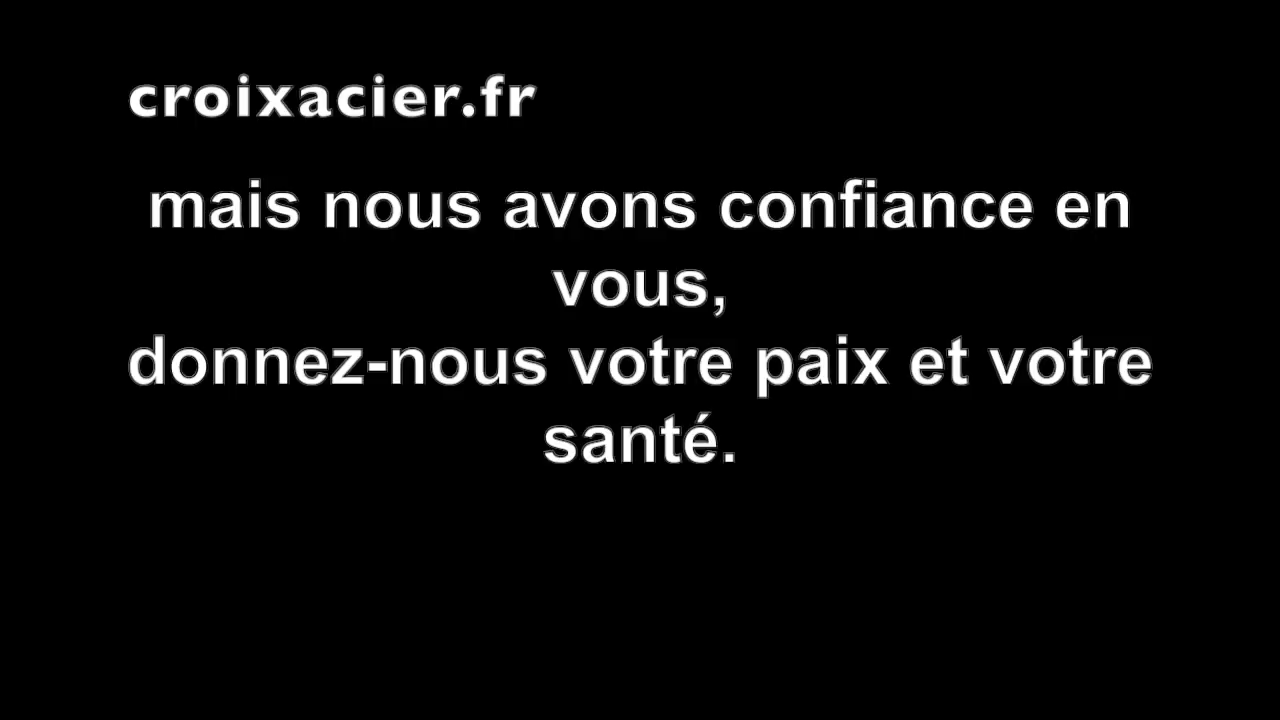 croixacier.fr
mais nous avons confiance en
vous,
donnez-nous votre paix et votre
santé.